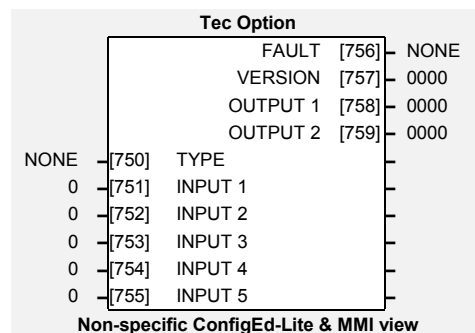 Tec Option
FAULT [756] NONE
VERSION [757] 0000
OUTPUT 1 [758] 0000
OUTPUT 2 [759] 0000
NONE [750] TYPE
0 [751] INPUT 1
0 [752] INPUT 2
0 [753] INPUT 3
0 [754] INPUT 4
0 [755] INPUT 5
Non-specific ConfigEd-Lite & MMI view